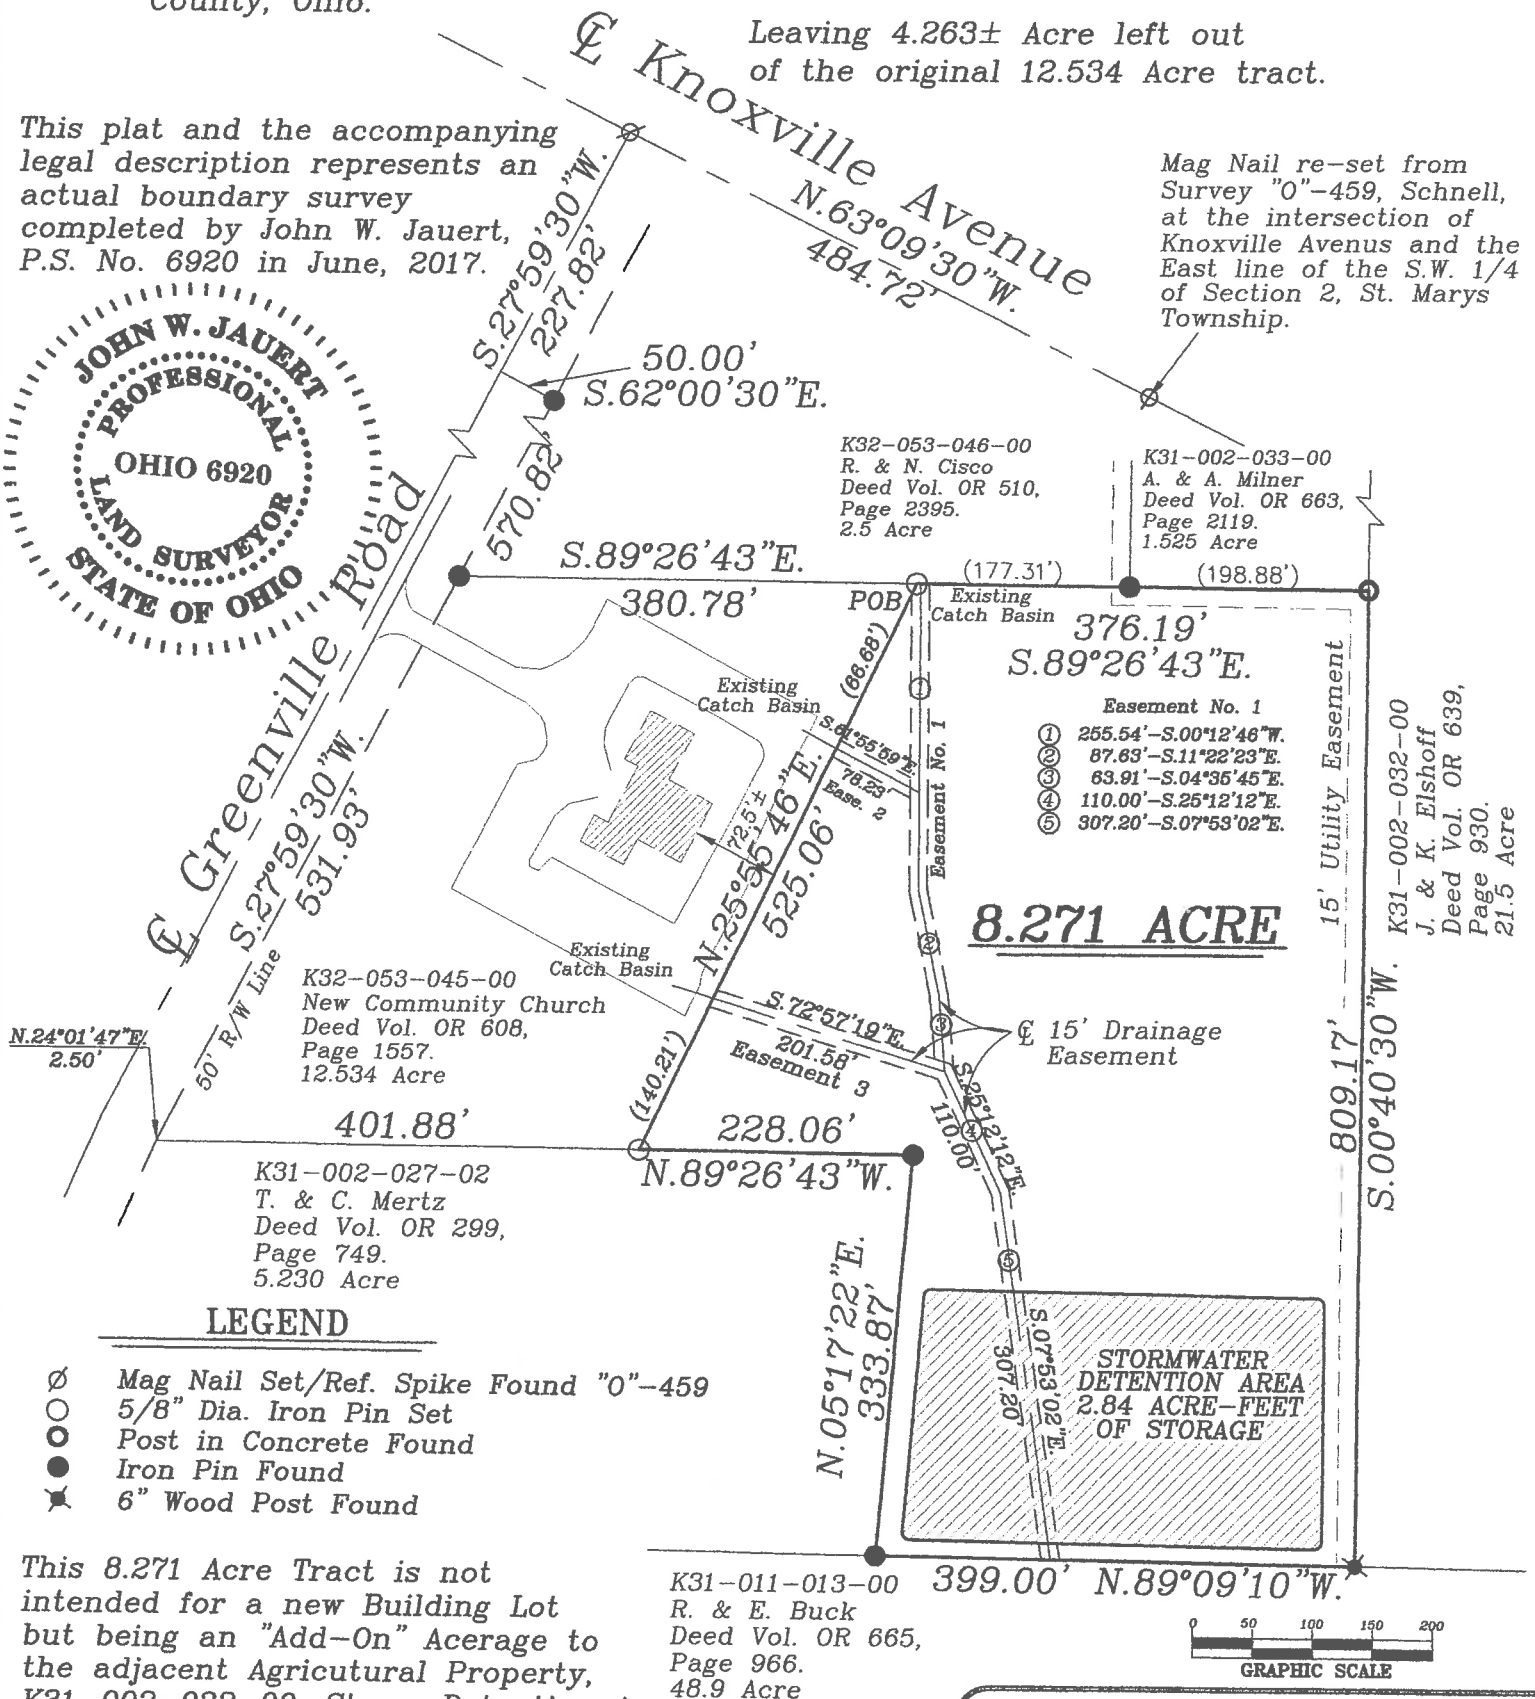 County, Ohio.
Leaving 4.263± Acre left out
of the original 12.534 Acre tract.
℄ Knoxville Avenue
N.63°09'30"W.
484.72'
This plat and the accompanying
legal description represents an
actual boundary survey
completed by John W. Jauert,
P.S. No. 6920 in June, 2017.
Mag Nail re-set from
Survey "O"-459, Schnell,
at the intersection of
Knoxville Avenus and the
East line of the S.W. 1/4
of Section 2, St. Marys
Township.
JOHN W. JAUERT
PROFESSIONAL
OHIO 6920
LAND SURVEYOR
STATE OF OHIO
S.27°59'30"W.
227.82'
50.00'
S.62°00'30"E.
570.82'
K32-053-046-00
R. & N. Cisco
Deed Vol. OR 510,
Page 2395.
2.5 Acre
K31-002-033-00
A. & A. Milner
Deed Vol. OR 663,
Page 2119.
1.525 Acre
S.89°26'43"E.
380.78'
(177.31')
(198.88')
POB
Existing
Catch Basin
376.19'
S.89°26'43"E.
℄ Greenville Road
S.27°59'30"W.
531.93'
50' R/W Line
(66.68')
Existing
Catch Basin
S.61°55'59"E.
78.23'
Ease. 2
1
Easement No. 1
Easement No. 1
1 255.54'-S.00°12'46"W.
2 87.63'-S.11°22'23"E.
3 63.91'-S.04°35'45"E.
4 110.00'-S.25°12'12"E.
5 307.20'-S.07°53'02"E.
15' Utility Easement
K31-002-032-00
J. & K. Elshoff
Deed Vol. OR 639,
Page 930.
21.5 Acre
72.5'±
N.25°55'46"E.
525.06'
8.271 ACRE
2
Existing
Catch Basin
K32-053-045-00
New Community Church
Deed Vol. OR 608,
Page 1557.
12.534 Acre
N.24°01'47"E.
2.50'
S.72°57'19"E.
201.58'
Easement 3
3
℄ 15' Drainage
Easement
(140.21')
S.25°12'12"E.
110.00'
4
809.17'
S.00°40'30"W.
401.88'
228.06'
N.89°26'43"W.
K31-002-027-02
T. & C. Mertz
Deed Vol. OR 299,
Page 749.
5.230 Acre
5
N.05°17'22"E.
333.87'
S.07°53'02"E.
307.20'
STORMWATER
DETENTION AREA
2.84 ACRE-FEET
OF STORAGE
LEGEND
Mag Nail Set/Ref. Spike Found "O"-459
5/8" Dia. Iron Pin Set
Post in Concrete Found
Iron Pin Found
6" Wood Post Found
This 8.271 Acre Tract is not
intended for a new Building Lot
but being an "Add-On" Acerage to
the adjacent Agricutural Property,
K31-011-013-00
R. & E. Buck
Deed Vol. OR 665,
Page 966.
48.9 Acre
399.00' N.89°09'10"W.
0 50 100 150 200
GRAPHIC SCALE